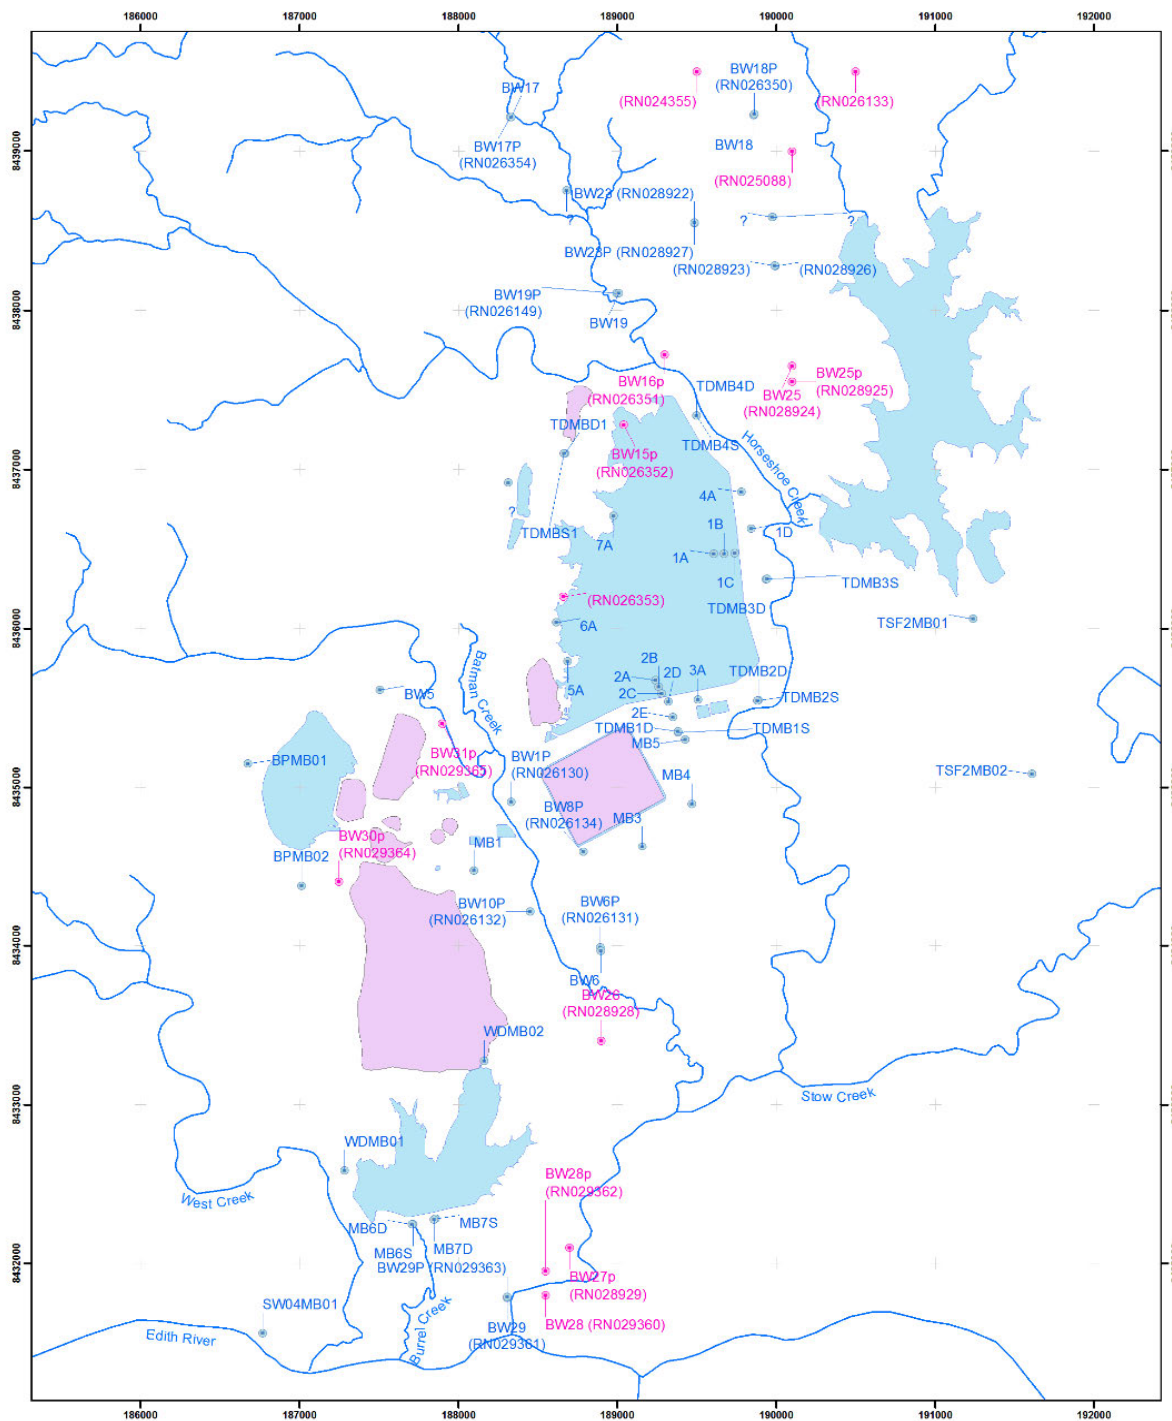 186000
187000
188000
189000
190000
191000
192000
8439000
8438000
8437000
8436000
8435000
8434000
8433000
8432000
BW17
BW17P
(RN026354)
(RN024355)
BW18P
(RN026350)
(RN026133)
BW18
(RN025088)
BW23 (RN028922)
?
?
?
BW23P (RN028927)
(RN028923)
(RN028926)
BW19P
(RN026149)
BW19
BW16p
(RN026351)
TDMB4D
BW25p
(RN028925)
BW25
(RN028924)
TDMBD1
TDMB4S
BW15p
(RN026352)
Horseshoe Creek
4A
?
TDMBS1
7A
1B
1D
1A
1C
TDMB3S
(RN026353)
TDMB3D
6A
TSF2MB01
Batman Creek
2B
2A
2D
3A
TDMB2D
BW5
5A
2C
TDMB2S
2E
TDMB1D
TDMB1S
MB5
BW31p
(RN029365)
BW1P
(RN026130)
BPMB01
MB4
TSF2MB02
BW8P
(RN026134)
MB3
BW30p
(RN029364)
MB1
BPMB02
BW10P
(RN026132)
BW6P
(RN026131)
BW6
BW26
(RN028928)
WDMB02
Stow Creek
WDMB01
BW28p
(RN029362)
West Creek
MB6D
MB7S
MB6S
MB7D
BW29P (RN029363)
BW27p
(RN028929)
SW04MB01
Burrel Creek
Edith River
BW29
(RN029361)
BW28 (RN029360)
186000
187000
188000
189000
190000
191000
192000